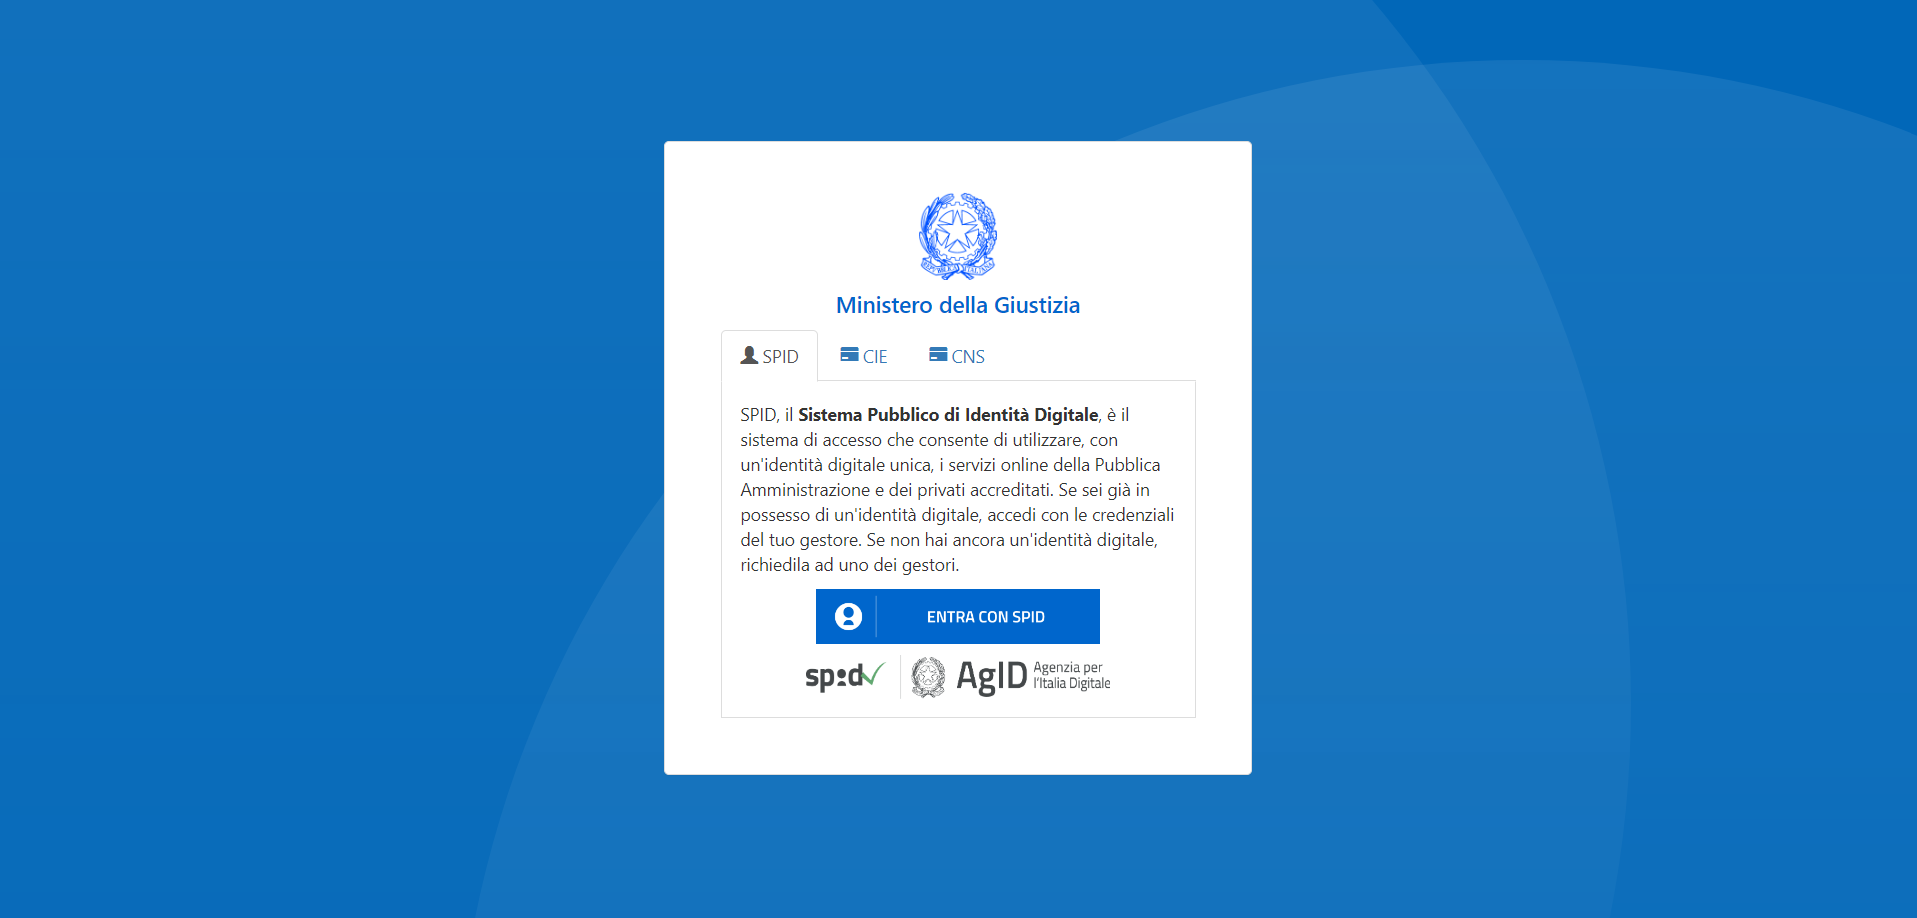 REPVBBLICA ITALIANA
Ministero della Giustizia
SPID CIE CNS
SPID, il Sistema Pubblico di Identità Digitale, è il
sistema di accesso che consente di utilizzare, con
un'identità digitale unica, i servizi online della Pubblica
Amministrazione e dei privati accreditati. Se sei già in
possesso di un'identità digitale, accedi con le credenziali
del tuo gestore. Se non hai ancora un'identità digitale,
richiedila ad uno dei gestori.
ENTRA CON SPID
spid
AgID Agenzia per
l'Italia Digitale